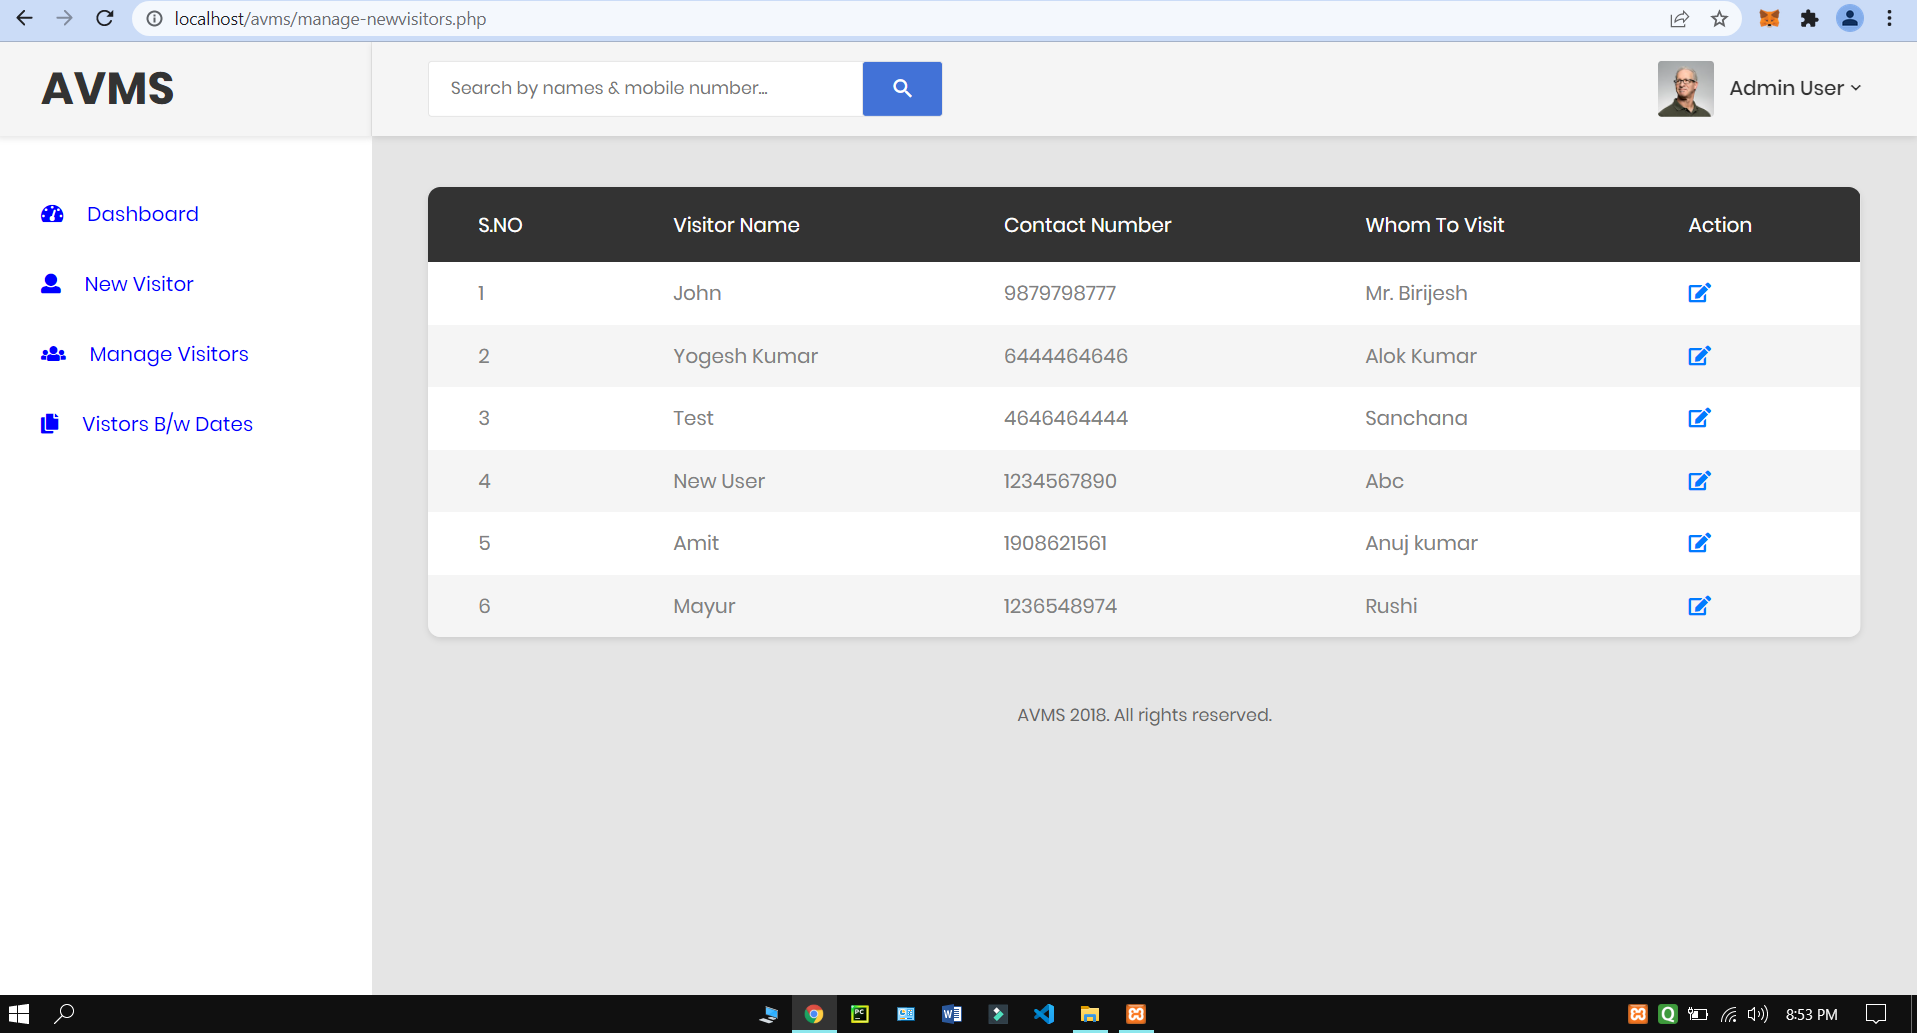 localhost/avms/manage-newvisitors.php
AVMS
Search by names & mobile number...
Admin User
Dashboard
New Visitor
Manage Visitors
Vistors B/w Dates
S.NO Visitor Name Contact Number Whom To Visit Action
1 John 9879798777 Mr. Birijesh
2 Yogesh Kumar 6444464646 Alok Kumar
3 Test 4646464444 Sanchana
4 New User 1234567890 Abc
5 Amit 1908621561 Anuj kumar
6 Mayur 1236548974 Rushi
AVMS 2018. All rights reserved.
8:53 PM